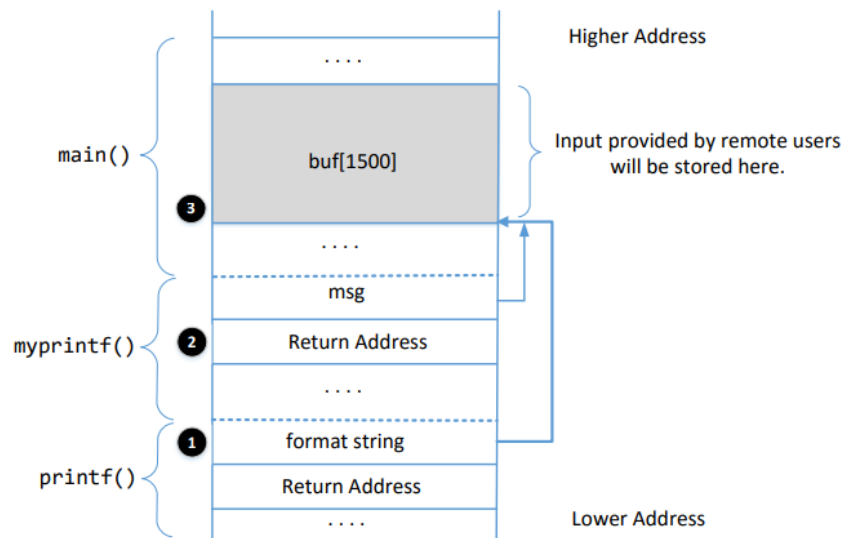 Higher Address
. . . .
main()
buf[1500]
Input provided by remote users
will be stored here.
3
. . . .
msg
myprintf()
2
Return Address
. . . .
1
format string
printf()
Return Address
. . . .
Lower Address